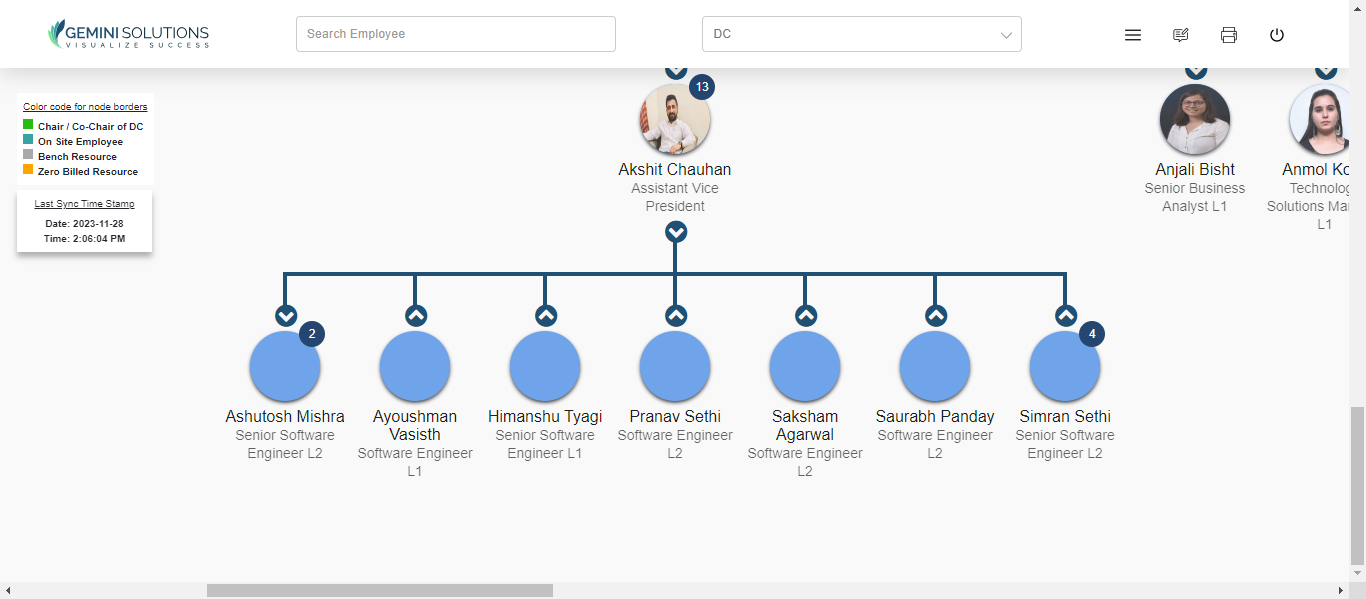 GEMINI SOLUTIONS
VISUALIZE SUCCESS
Search Employee
DC
Color code for node borders
Chair / Co-Chair of DC
On Site Employee
Bench Resource
Zero Billed Resource
Last Sync Time Stamp
Date: 2023-11-28
Time: 2:06:04 PM
13
Akshit Chauhan
Assistant Vice
President
Anjali Bisht
Senior Business
Analyst L1
Anmol Ko
Technolog
Solutions Ma
L1
2
Ashutosh Mishra
Senior Software
Engineer L2
Ayoushman
Vasisth
Software Engineer
L1
Himanshu Tyagi
Senior Software
Engineer L1
Pranav Sethi
Software Engineer
L2
Saksham
Agarwal
Software Engineer
L2
Saurabh Panday
Software Engineer
L2
4
Simran Sethi
Senior Software
Engineer L2